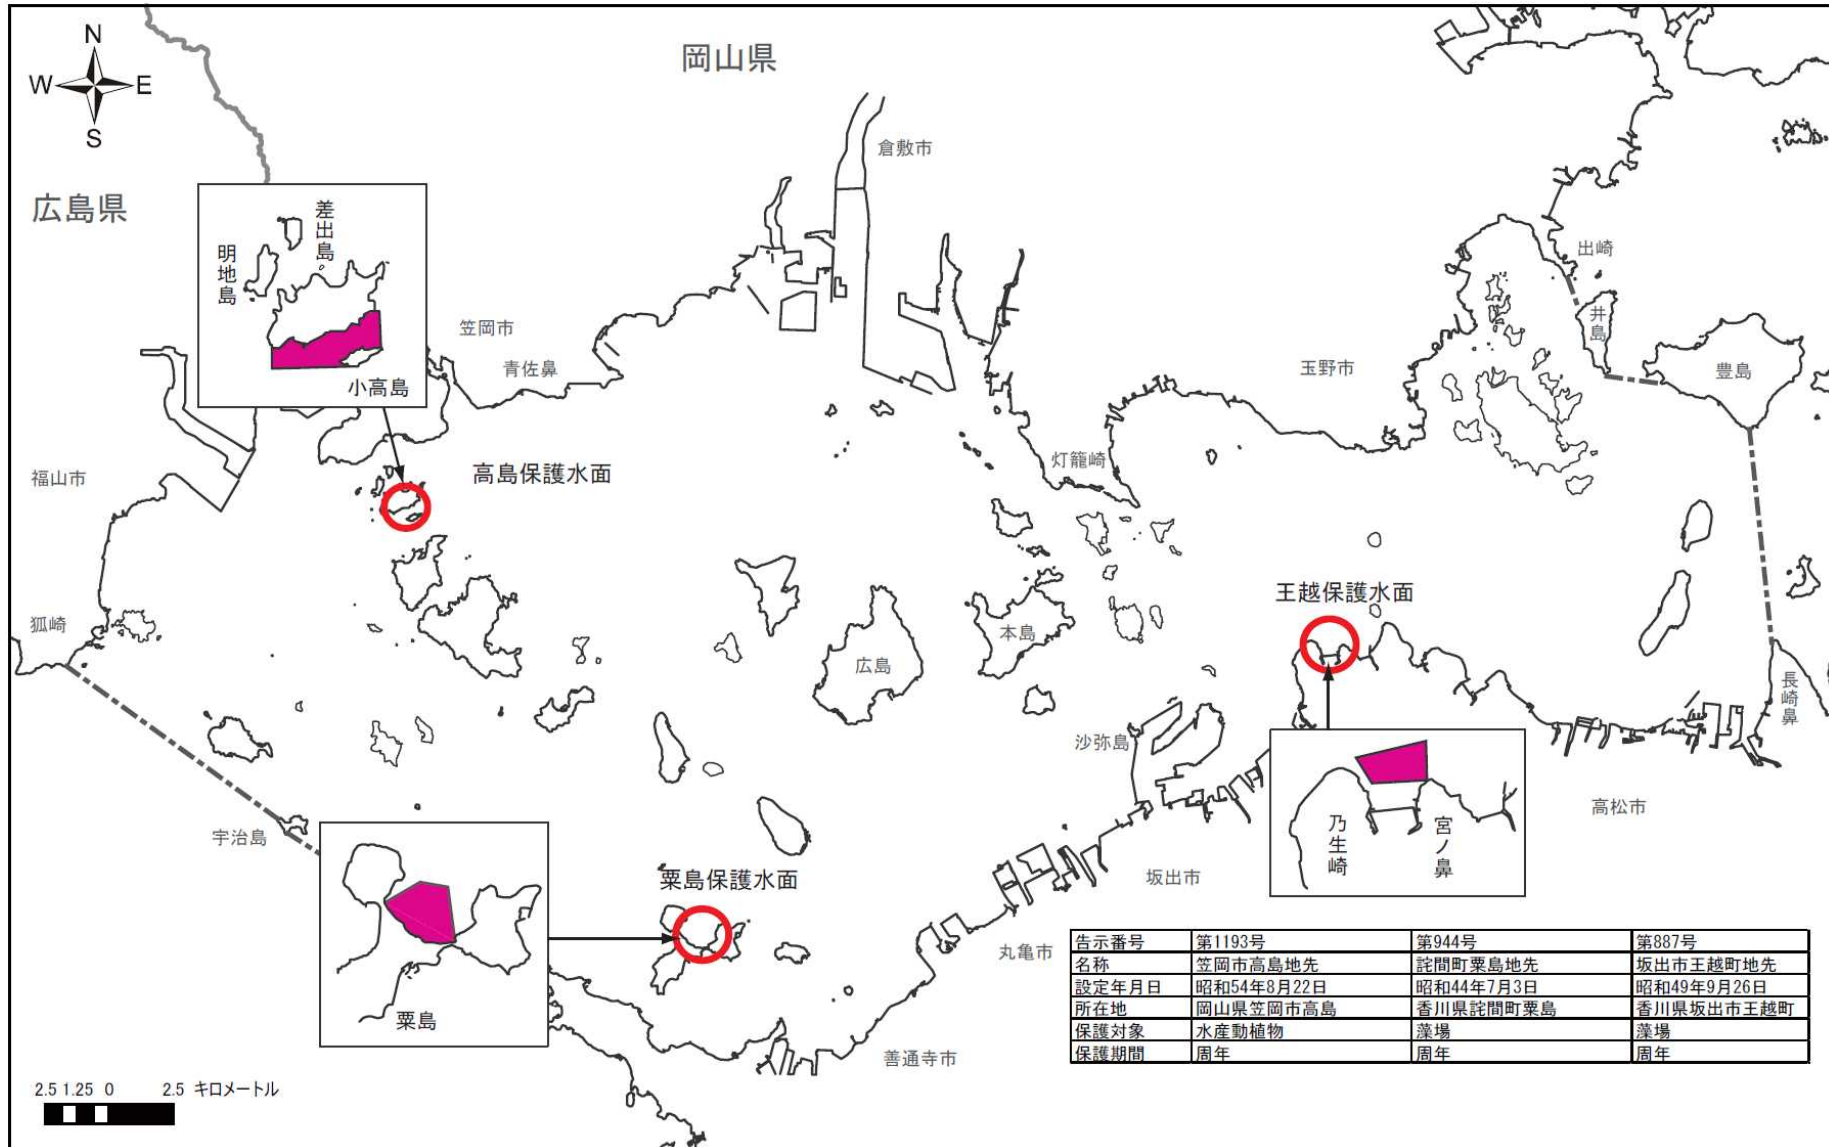 N
W
E
S
岡山県
広島県
倉敷市
差出島
明地島
小高島
笠岡市
青佐鼻
出崎
井島
豊島
玉野市
福山市
高島保護水面
灯籠崎
狐崎
王越保護水面
本島
広島
長崎鼻
沙弥島
高松市
宇治島
乃生崎
宮ノ鼻
粟島保護水面
坂出市
丸亀市
粟島
善通寺市
告示番号 第1193号 第944号 第887号
名称 笠岡市高島地先 詫間町粟島地先 坂出市王越町地先
設定年月日 昭和54年8月22日 昭和44年7月3日 昭和49年9月26日
所在地 岡山県笠岡市高島 香川県詫間町粟島 香川県坂出市王越町
保護対象 水産動植物 藻場 藻場
保護期間 周年 周年 周年
2.5 1.25 0 2.5 キロメートル